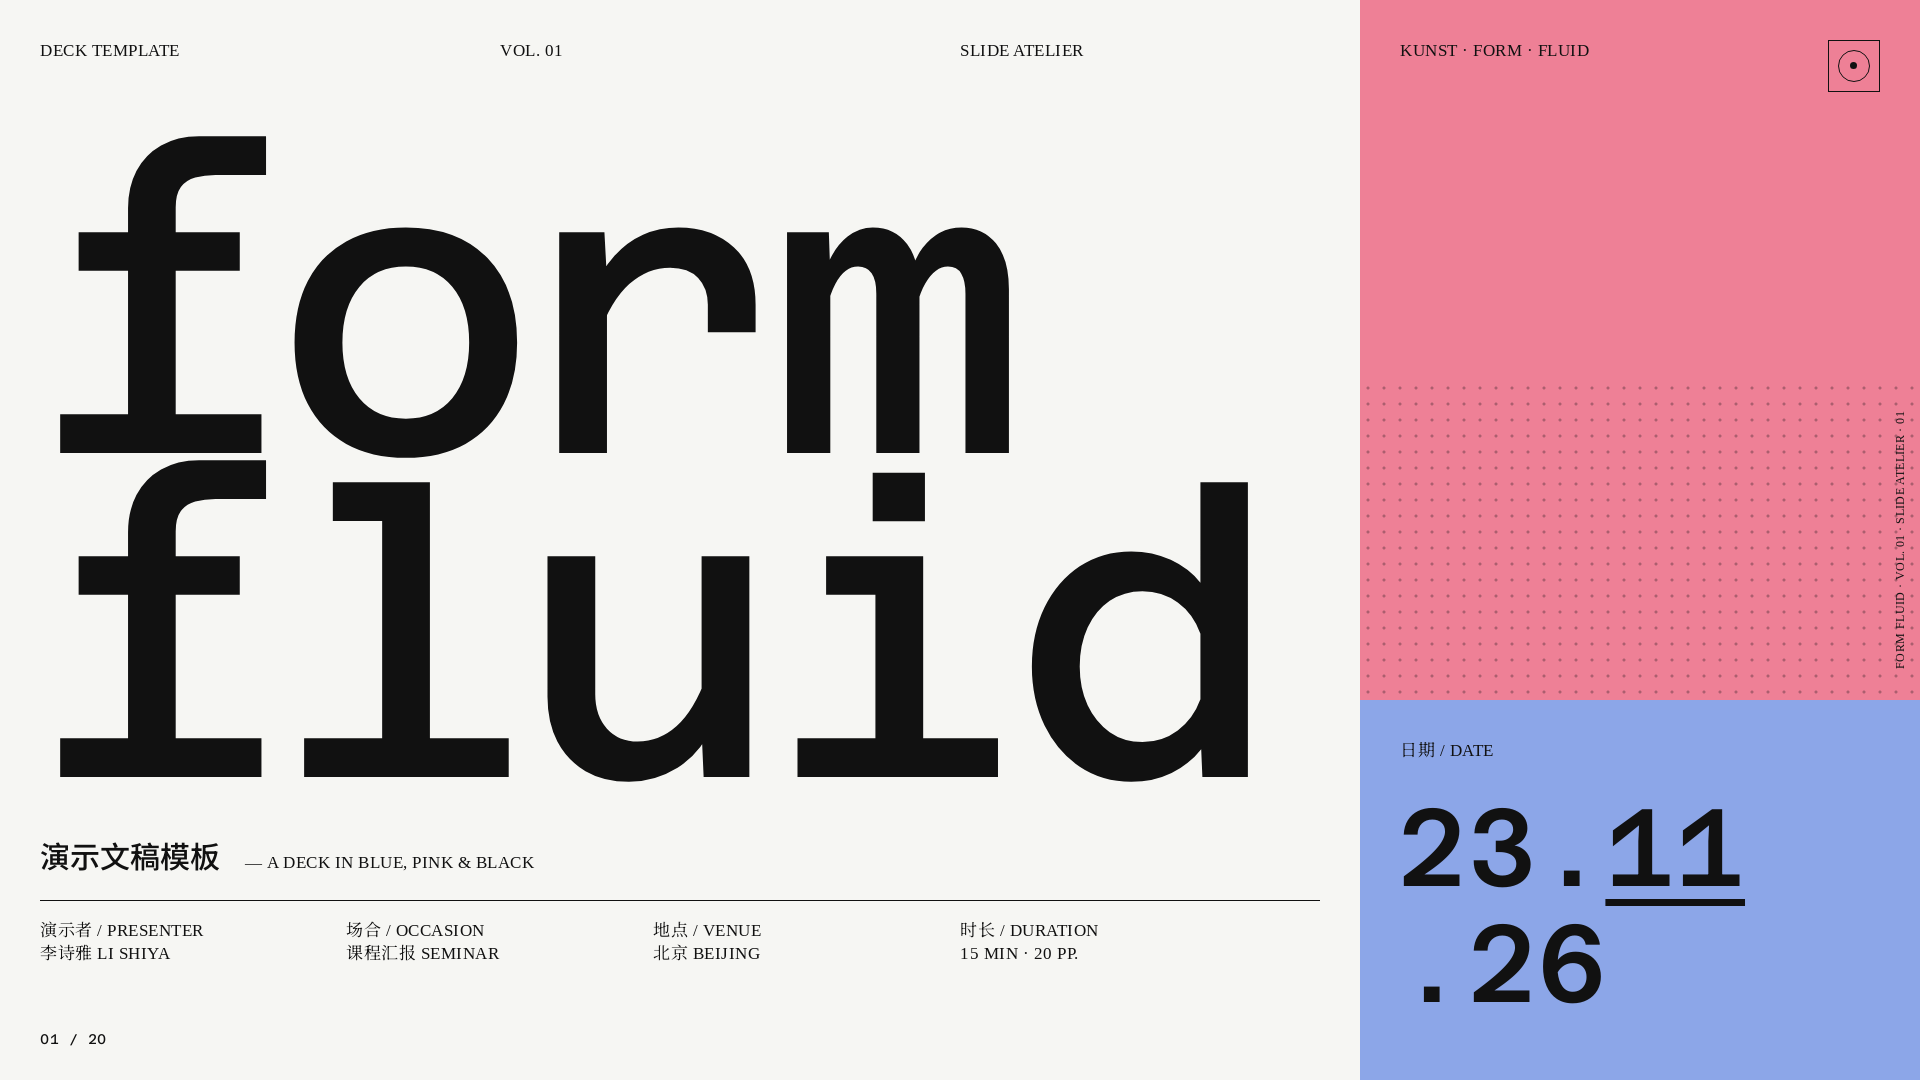 DECK TEMPLATE
VOL. 01
SLIDE ATELIER
KUNST · FORM · FLUID
form
fluid
演示文稿模板
— A DECK IN BLUE, PINK & BLACK
演示者 / PRESENTER
李诗雅 LI SHIYA
场合 / OCCASION
课程汇报 SEMINAR
地点 / VENUE
北京 BEIJING
时长 / DURATION
15 MIN · 20 PP.
01 / 20
FORM FLUID · VOL. 01 · SLIDE ATELIER · 01
日期 / DATE
23.11
.26